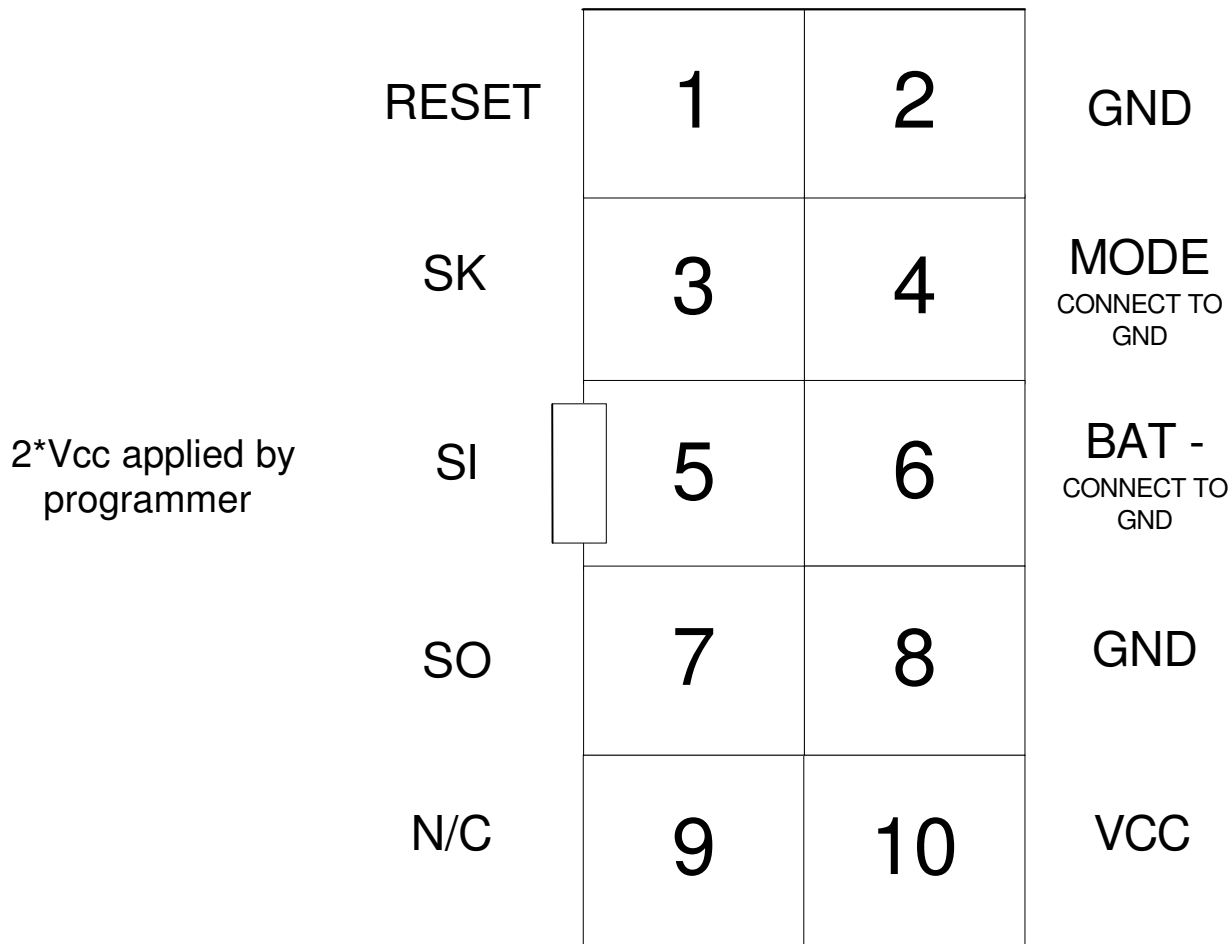 RESET 1 2 GND
SK 3 4 MODE
CONNECT TO
GND
2*Vcc applied by
programmer
SI 5 6 BAT -
CONNECT TO
GND
SO 7 8 GND
N/C 9 10 VCC